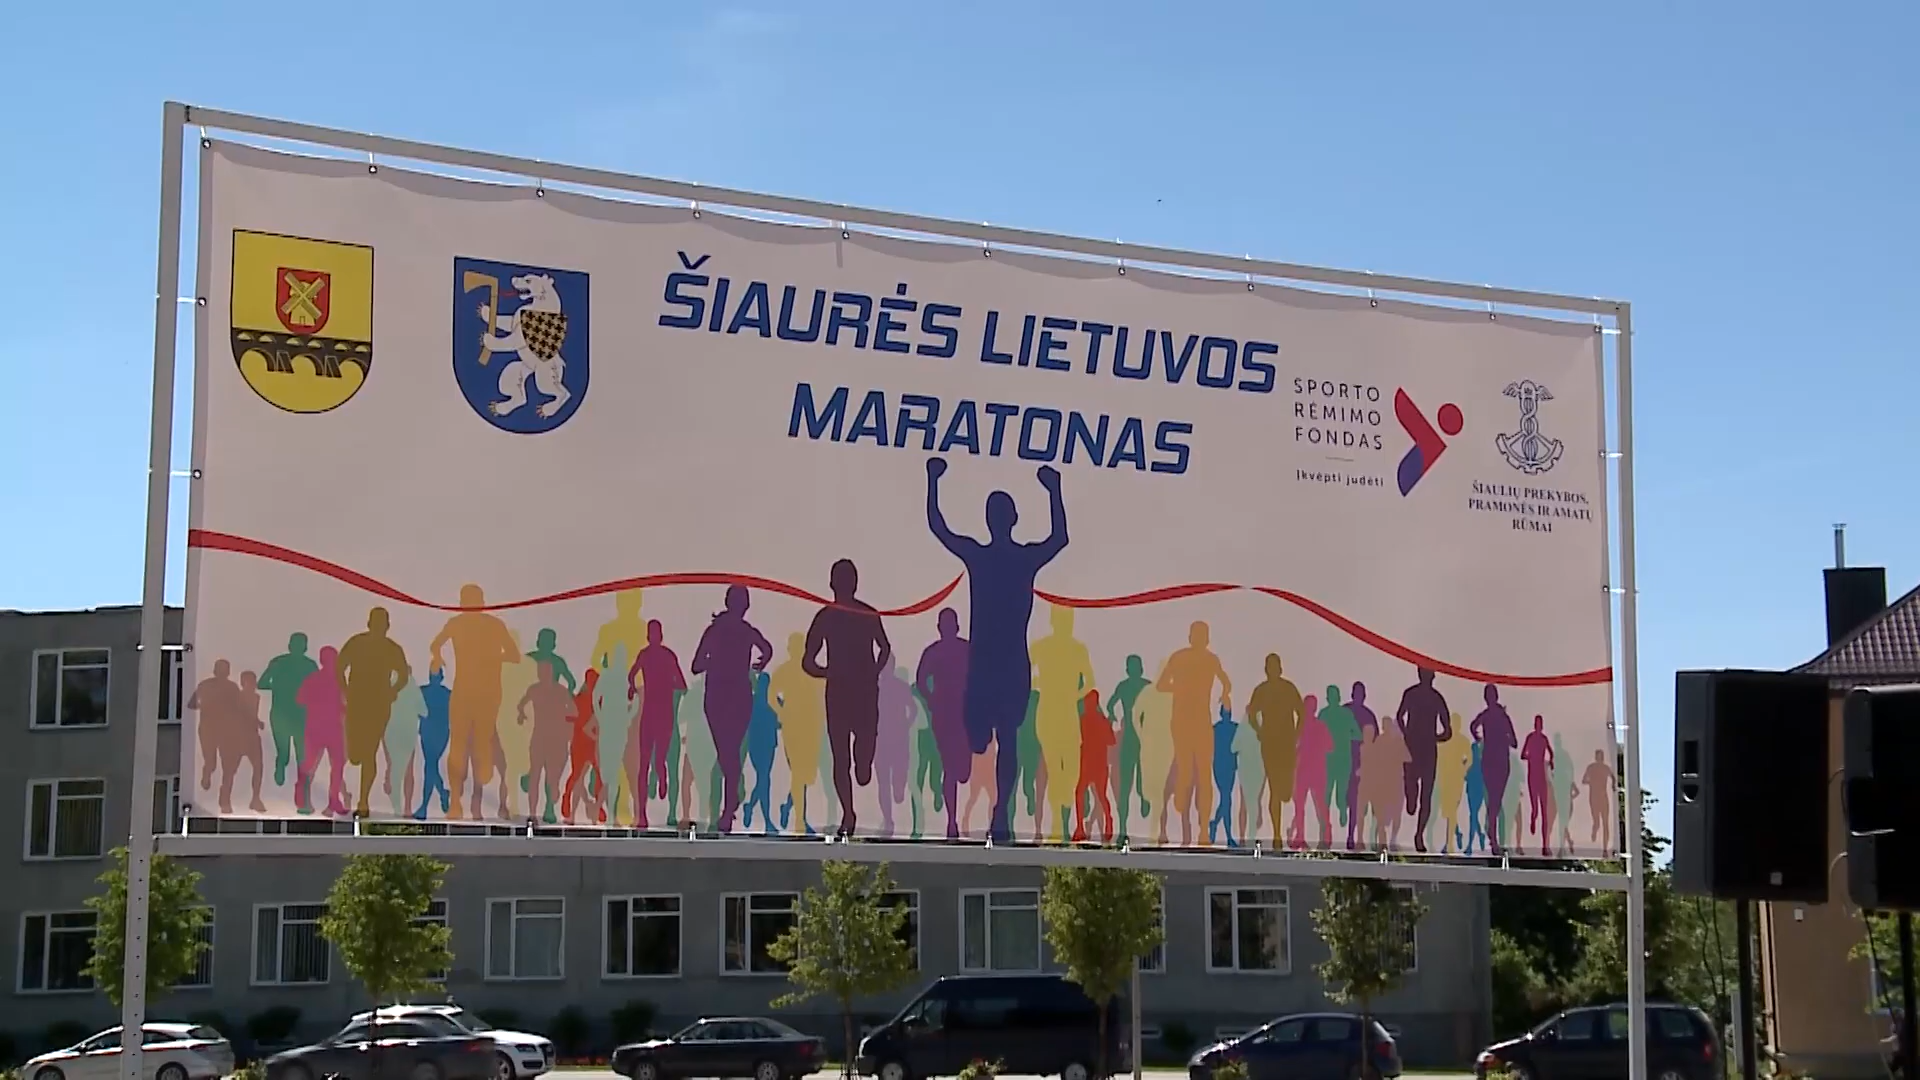 ŠIAURĖS LIETUVOS
MARATONAS
SPORTO
RĖMIMO
FONDAS
Įkvėpti judėti
ŠIAULIŲ PREKYBOS,
PRAMONĖS IR AMATŲ
RŪMAI